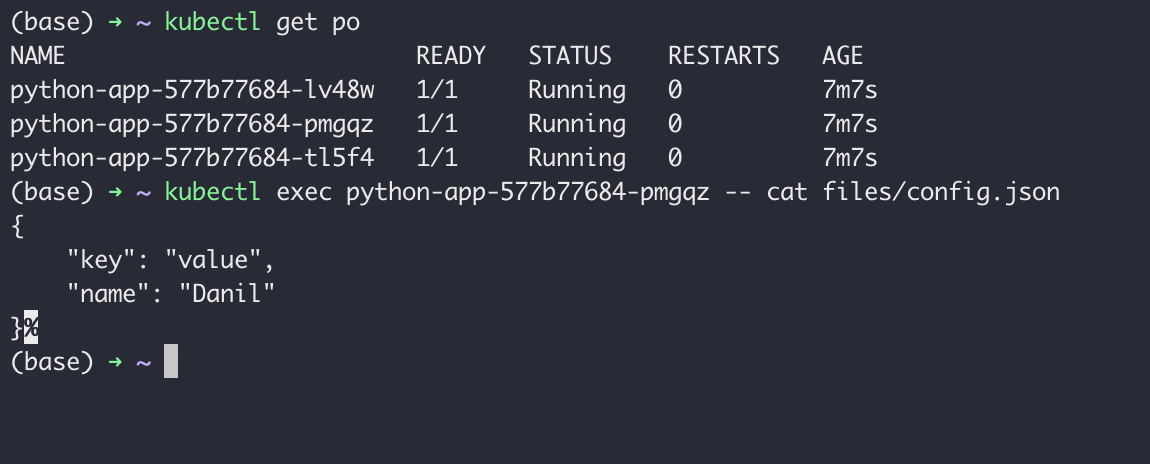 (base) ➜ ~ kubectl get po
NAME                         READY   STATUS    RESTARTS   AGE
python-app-577b77684-lv48w   1/1     Running   0          7m7s
python-app-577b77684-pmgqz   1/1     Running   0          7m7s
python-app-577b77684-tl5f4   1/1     Running   0          7m7s
(base) ➜ ~ kubectl exec python-app-577b77684-pmgqz -- cat files/config.json
{
    "key": "value",
    "name": "Danil"
}%
(base) ➜ ~